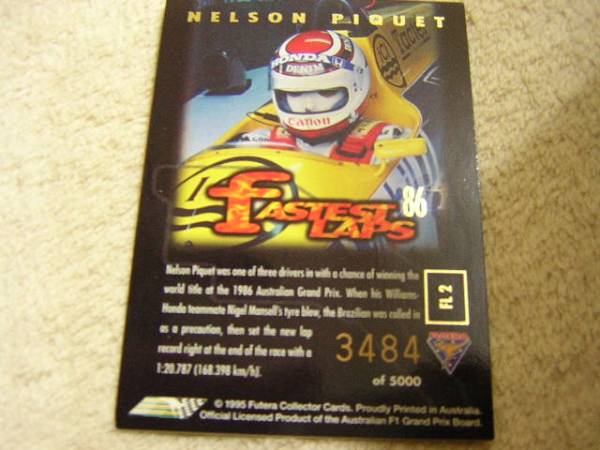 NELSON PIQUET
HONDA
DENIM
Canon
Tactel
FASTEST
LAPS
86
Nelson Piquet was one of three drivers in with a chance of winning the
world title at the 1986 Australian Grand Prix. When his Williams-
Honda teammate Nigel Mansell's tyre blew, the Brazilian was called in
as a precaution, then set the new lap
record right at the end of the race with a
1:20.787 (168.398 km/h).
FL 2
3484
of 5000
© 1995 Futera Collector Cards. Proudly Printed in Australia.
Official Licensed Product of the Australian F1 Grand Prix Board.